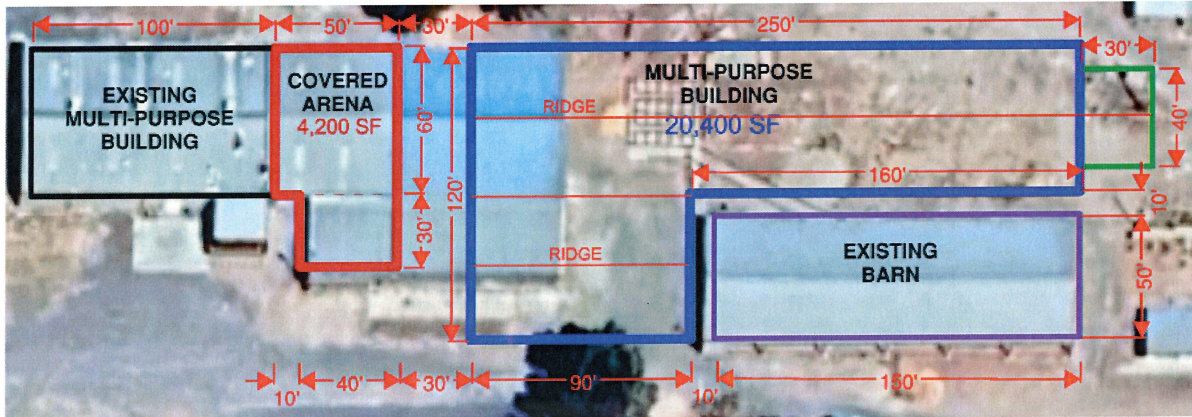 100'
50'
30'
250'
30'
EXISTING
MULTI-PURPOSE
BUILDING
COVERED
ARENA
4,200 SF
60'
30'
120'
MULTI-PURPOSE
BUILDING
20,400 SF
RIDGE
160'
40'
10'
RIDGE
EXISTING
BARN
50'
10'
40'
30'
90'
10'
150'